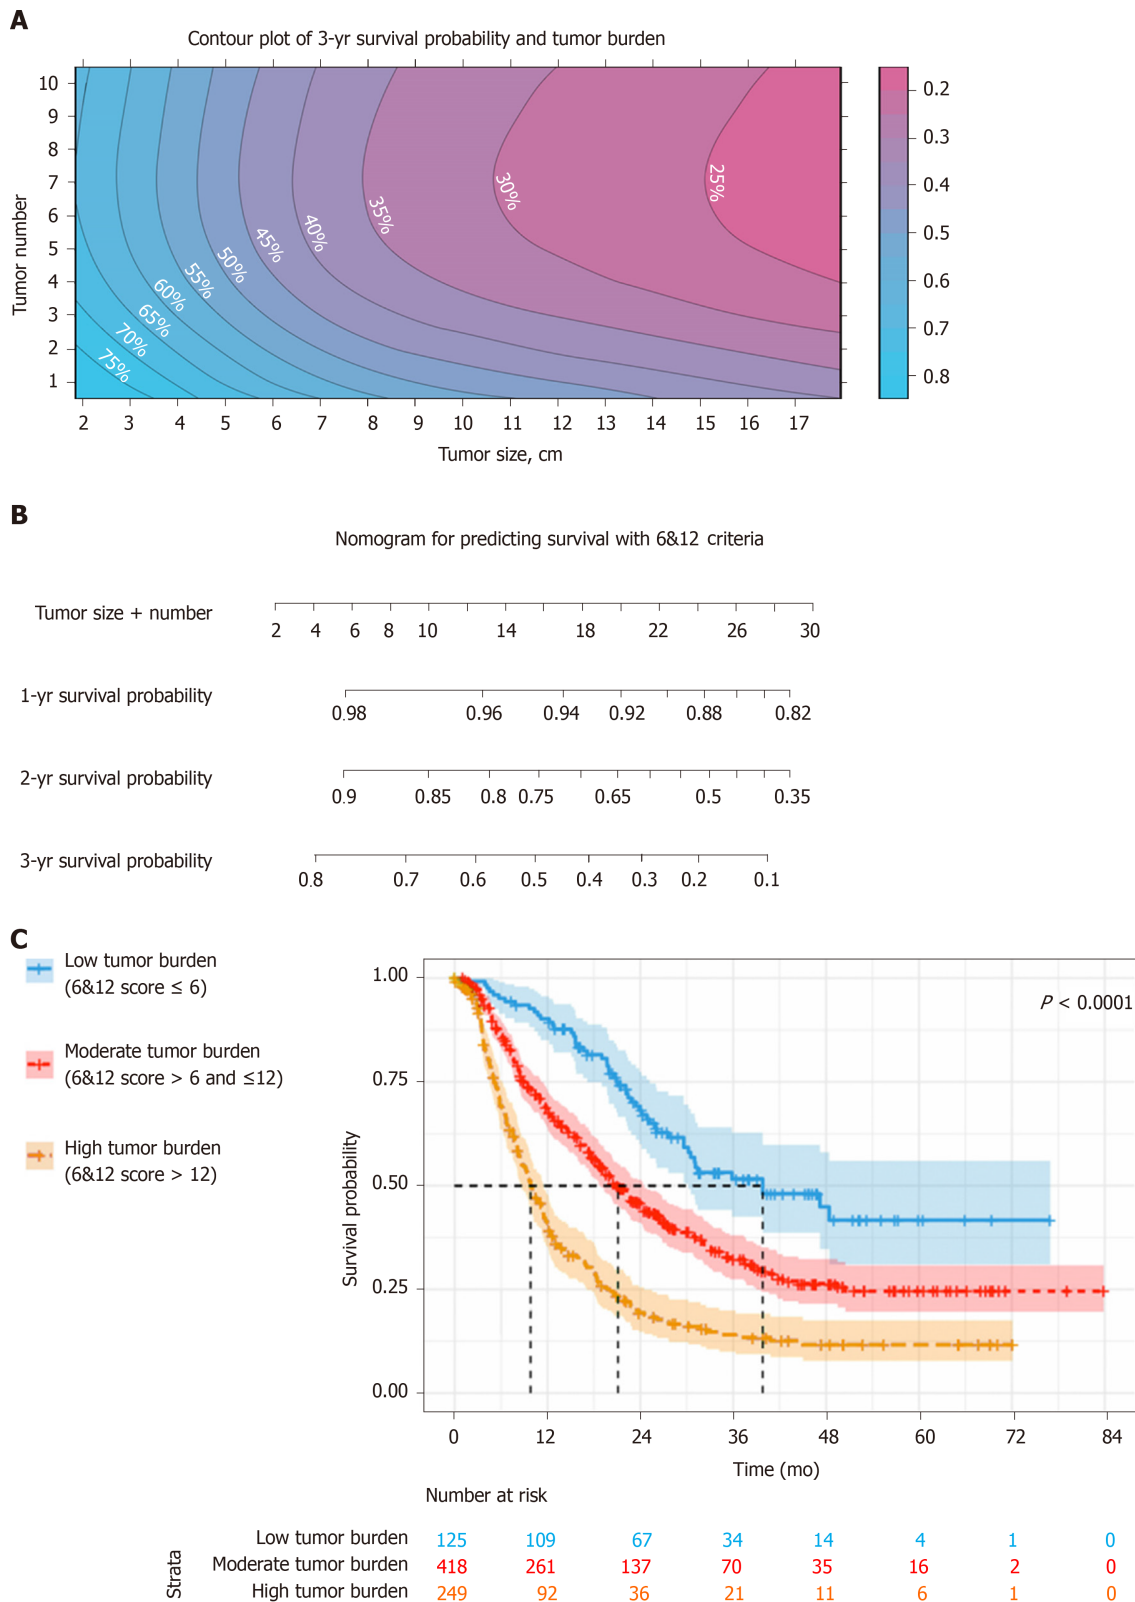 A
Contour plot of 3-yr survival probability and tumor burden
Tumor number
10
9
8
7
6
5
4
3
2
1
75%
70%
65%
60%
55%
50%
45%
40%
35%
30%
25%
2 3 4 5 6 7 8 9 10 11 12 13 14 15 16 17
Tumor size, cm
0.2
0.3
0.4
0.5
0.6
0.7
0.8
B
Nomogram for predicting survival with 6&12 criteria
Tumor size + number
2 4 6 8 10 14 18 22 26 30
1-yr survival probability
0.98 0.96 0.94 0.92 0.88 0.82
2-yr survival probability
0.9 0.85 0.8 0.75 0.65 0.5 0.35
3-yr survival probability
0.8 0.7 0.6 0.5 0.4 0.3 0.2 0.1
C
Low tumor burden
(6&12 score ≤ 6)
Moderate tumor burden
(6&12 score > 6 and ≤12)
High tumor burden
(6&12 score > 12)
Survival probability
1.00
0.75
0.50
0.25
0.00
P < 0.0001
0 12 24 36 48 60 72 84
Time (mo)
Number at risk
Strata
Low tumor burden 125 109 67 34 14 4 1 0
Moderate tumor burden 418 261 137 70 35 16 2 0
High tumor burden 249 92 36 21 11 6 1 0